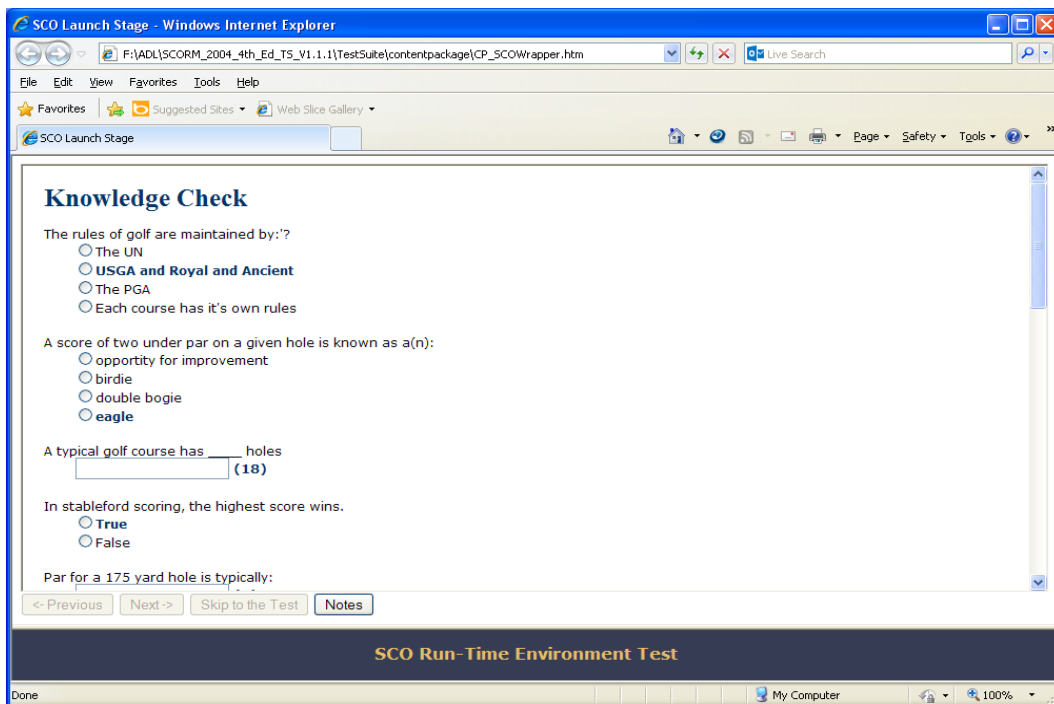 SCO Launch Stage - Windows Internet Explorer
F:\ADL\SCORM_2004_4th_Ed_TS_V1.1.1\TestSuite\contentpackage\CP_SCOWrapper.htm
Live Search
File Edit View Favorites Tools Help
Favorites Suggested Sites Web Slice Gallery
SCO Launch Stage Page Safety Tools »
Knowledge Check
The rules of golf are maintained by:'?
The UN
USGA and Royal and Ancient
The PGA
Each course has it's own rules
A score of two under par on a given hole is known as a(n):
opportity for improvement
birdie
double bogie
eagle
A typical golf course has ____ holes
(18)
In stableford scoring, the highest score wins.
True
False
Par for a 175 yard hole is typically:
<- Previous Next -> Skip to the Test Notes
SCO Run-Time Environment Test
Done My Computer 100%